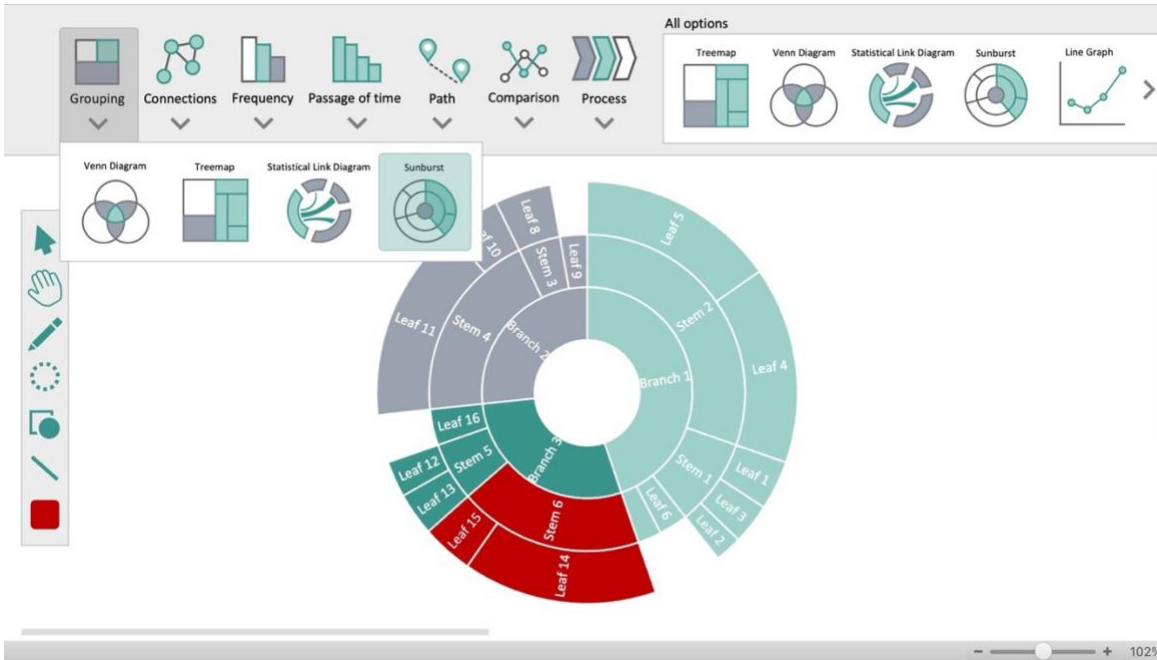 All options
Grouping
Connections
Frequency
Passage of time
Path
Comparison
Process
Treemap
Venn Diagram
Statistical Link Diagram
Sunburst
Line Graph
Venn Diagram
Treemap
Statistical Link Diagram
Sunburst
Leaf 5
Leaf 8
10
Leaf 9
Stem 3
Stem 2
Leaf 11
Stem 4
Branch 2
Branch 1
Leaf 4
Leaf 16
Branch 3
Stem 5
Stem 1
Leaf 1
Leaf 12
Leaf 13
Leaf 6
Leaf 3
Leaf 2
Leaf 15
Stem 6
Leaf 14
102%